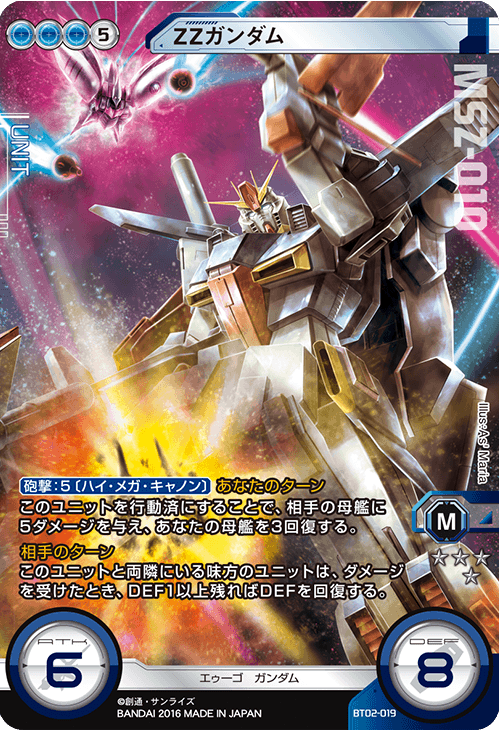 5
ZZガンダム
MSZ-010
UNIT
Illus:As' Maria
砲撃：5〔ハイ・メガ・キャノン〕 あなたのターン
このユニットを行動済にすることで、相手の母艦に
5ダメージを与え、あなたの母艦を3回復する。
相手のターン
このユニットと両隣にいる味方のユニットは、ダメージ
を受けたとき、DEF1以上残ればDEFを回復する。
M
ATK
6
DEF
8
エゥーゴ ガンダム
©創通・サンライズ
BANDAI 2016 MADE IN JAPAN
BT02-019